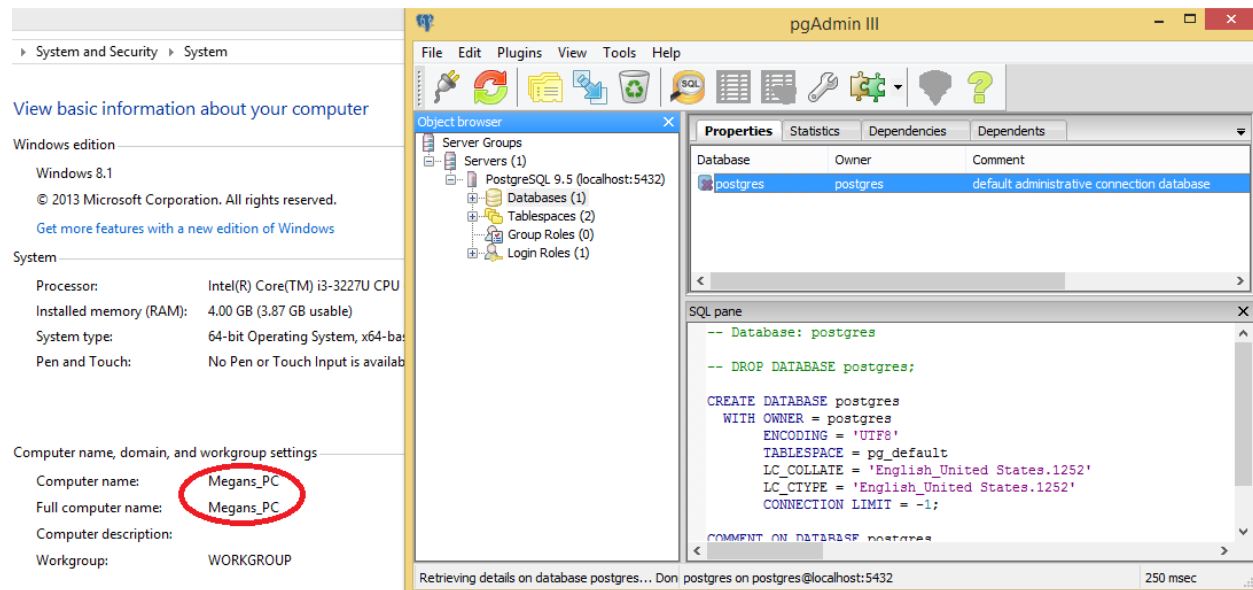 System and Security System
View basic information about your computer
Windows edition
Windows 8.1
© 2013 Microsoft Corporation. All rights reserved.
Get more features with a new edition of Windows
System
Processor: Intel(R) Core(TM) i3-3227U CPU
Installed memory (RAM): 4.00 GB (3.87 GB usable)
System type: 64-bit Operating System, x64-bas
Pen and Touch: No Pen or Touch Input is availab
Computer name, domain, and workgroup settings
Computer name: Megans_PC
Full computer name: Megans_PC
Computer description:
Workgroup: WORKGROUP
pgAdmin III
File Edit Plugins View Tools Help
SQL
Object browser
Server Groups
Servers (1)
PostgreSQL 9.5 (localhost:5432)
Databases (1)
Tablespaces (2)
Group Roles (0)
Login Roles (1)
Properties Statistics Dependencies Dependents
Database Owner Comment
postgres postgres default administrative connection database
SQL pane
-- Database: postgres
-- DROP DATABASE postgres;
CREATE DATABASE postgres
WITH OWNER = postgres
ENCODING = 'UTF8'
TABLESPACE = pg_default
LC_COLLATE = 'English_United States.1252'
LC_CTYPE = 'English_United States.1252'
CONNECTION LIMIT = -1;
COMMENT ON DATABASE postgres
Retrieving details on database postgres... Don postgres on postgres@localhost:5432 250 msec